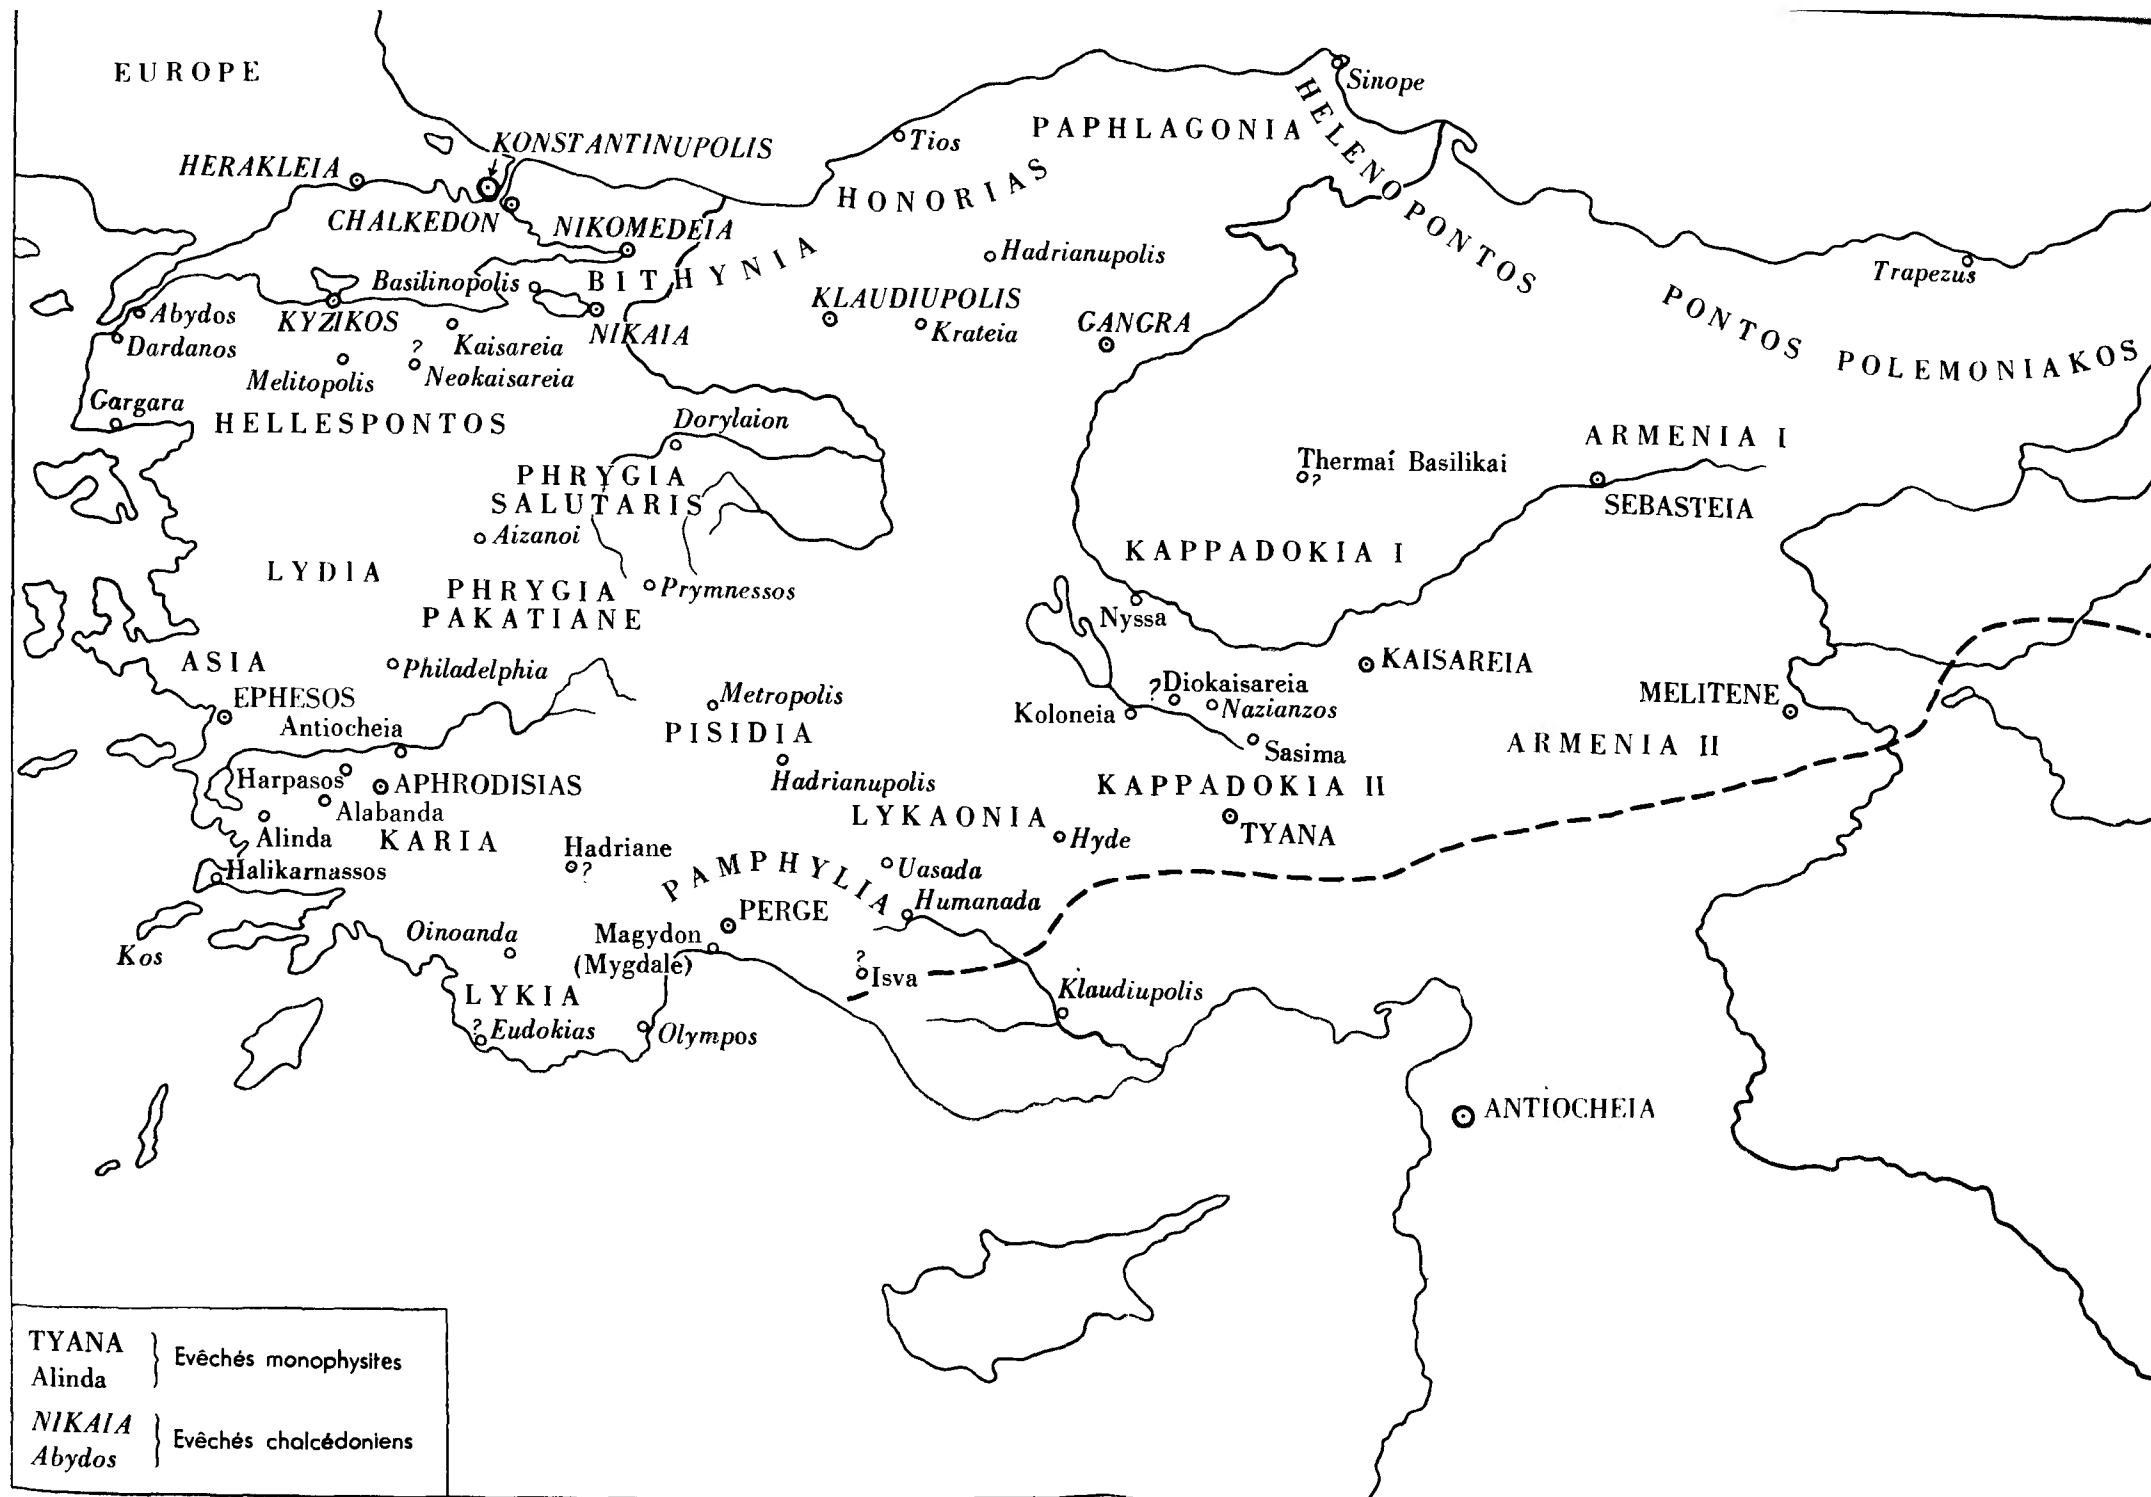 EUROPE
Sinope
PAPHLAGONIA
HELENOPONTOS
Tios
KONSTANTINUPOLIS
HERAKLEIA
HONORIAS
CHALKEDON
NIKOMEDEIA
BITHYNIA
Hadrianupolis
Trapezus
Basilinopolis
KLAUDIUPOLIS
PONTOS POLEMONIAKOS
Abydos
KYZIKOS
NIKAIA
Krateia
GANGRA
Dardanos
Kaisareia
?
Neokaisareia
Melitopolis
Gargara
HELLESPONTOS
Dorylaion
ARMENIA I
Thermaí Basilikai
?
PHRYGIA
SALUTARIS
SEBASTEIA
Aizanoi
KAPPADOKIA I
LYDIA
PHRYGIA
PAKATIANE
Prymnessos
Nyssa
ASIA
Philadelphia
KAISAREIA
EPHESOS
Metropolis
? Diokaisareia
Nazianzos
MELITENE
Antiocheia
Koloneia
PISIDIA
Sasima
ARMENIA II
Harpasos
APHRODISIAS
Hadrianupolis
KAPPADOKIA II
Alabanda
LYKAONIA
Alinda
KARIA
Hyde
TYANA
Hadriane
?
PAMPHYLIA
Uasada
Halikarnassos
Humanada
PERGE
Oinoanda
Magydon
(Mygdale)
Kos
?
Isva
LYKIA
Klaudiupolis
?
Eudokias
Olympos
ANTIOCHEIA
TYANA
Alinda
Evêchés monophysites
NIKAIA
Abydos
Evêchés chalcédoniens